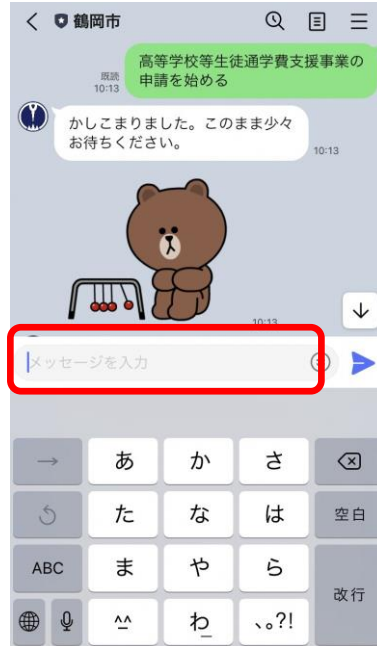 鶴岡市
高等学校等生徒通学費支援事業の
申請を始める
既読
10:13
かしこまりました。このまま少々
お待ちください。
10:13
10:13
メッセージを入力
→ あ か さ
た な は 空白
ABC ま や ら
改行
^^ わ 、。?!